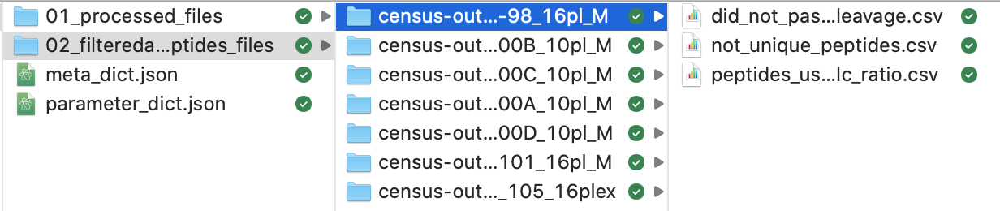 01_processed_files
02_filtereda...ptides_files
meta_dict.json
parameter_dict.json
census-out...-98_16pl_M
census-out...00B_10pl_M
census-out...00C_10pl_M
census-out...00A_10pl_M
census-out...00D_10pl_M
census-out...101_16pl_M
census-out..._105_16plex
did_not_pas...leavage.csv
not_unique_peptides.csv
peptides_us...lc_ratio.csv